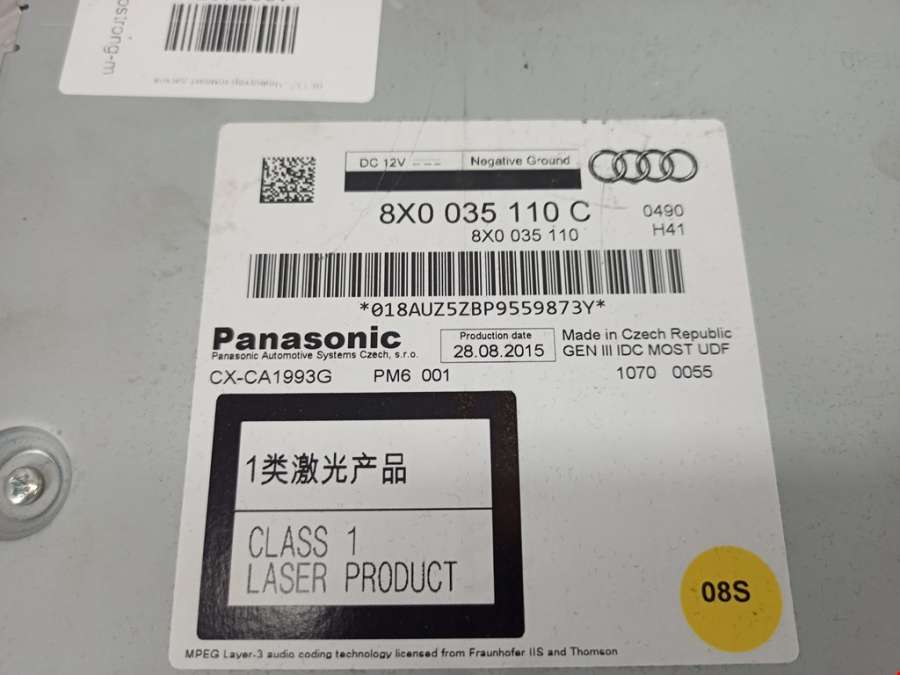 ostrong-m
DC 12V
Negative Ground
8X0 035 110 C
0490
8X0 035 110
H41
*018AUZ5ZBP9559873Y*
Panasonic
Panasonic Automotive Systems Czech, s.r.o.
Production date
28.08.2015
Made in Czech Republic
GEN III IDC MOST UDF
CX-CA1993G
PM6 001
1070 0055
1类激光产品
CLASS 1
LASER PRODUCT
08S
MPEG Layer-3 audio coding technology licensed from Fraunhofer IIS and Thomson